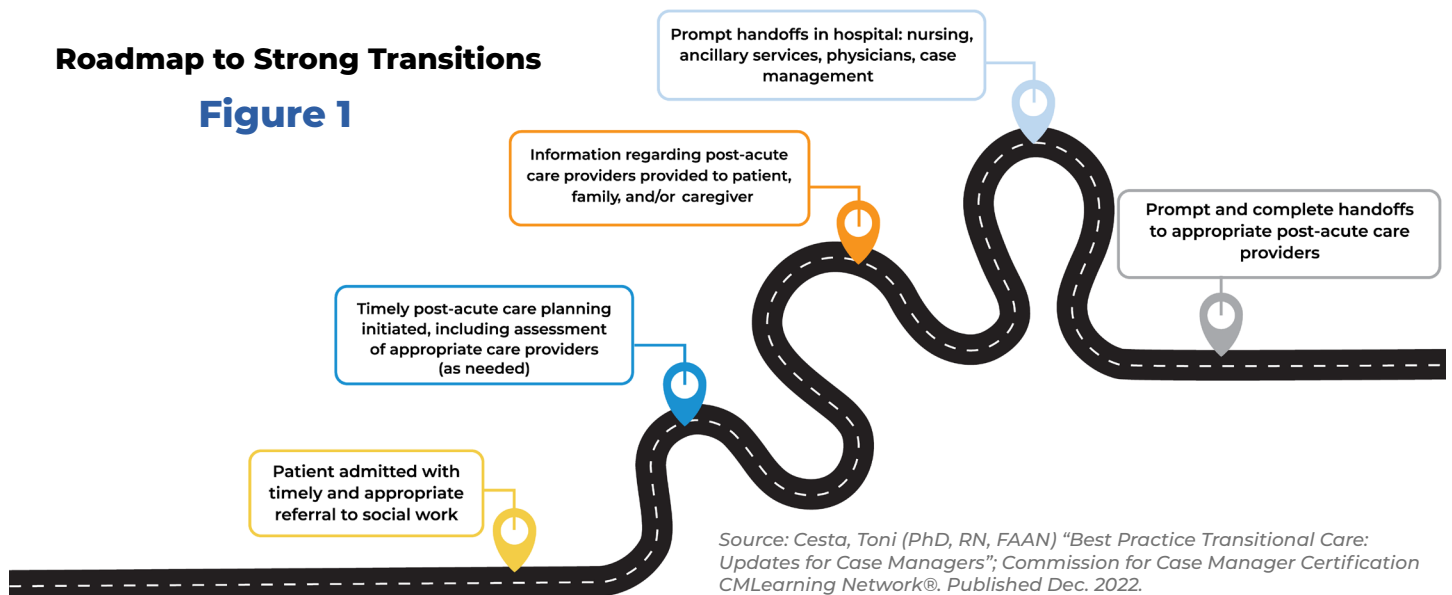 Roadmap to Strong Transitions
Figure 1
Prompt handoffs in hospital: nursing,
ancillary services, physicians, case
management
Information regarding post-acute
care providers provided to patient,
family, and/or caregiver
Prompt and complete handoffs
to appropriate post-acute care
providers
Timely post-acute care planning
initiated, including assessment
of appropriate care providers
(as needed)
Patient admitted with
timely and appropriate
referral to social work
Source: Cesta, Toni (PhD, RN, FAAN) “Best Practice Transitional Care:
Updates for Case Managers”; Commission for Case Manager Certification
CMLearning Network®. Published Dec. 2022.